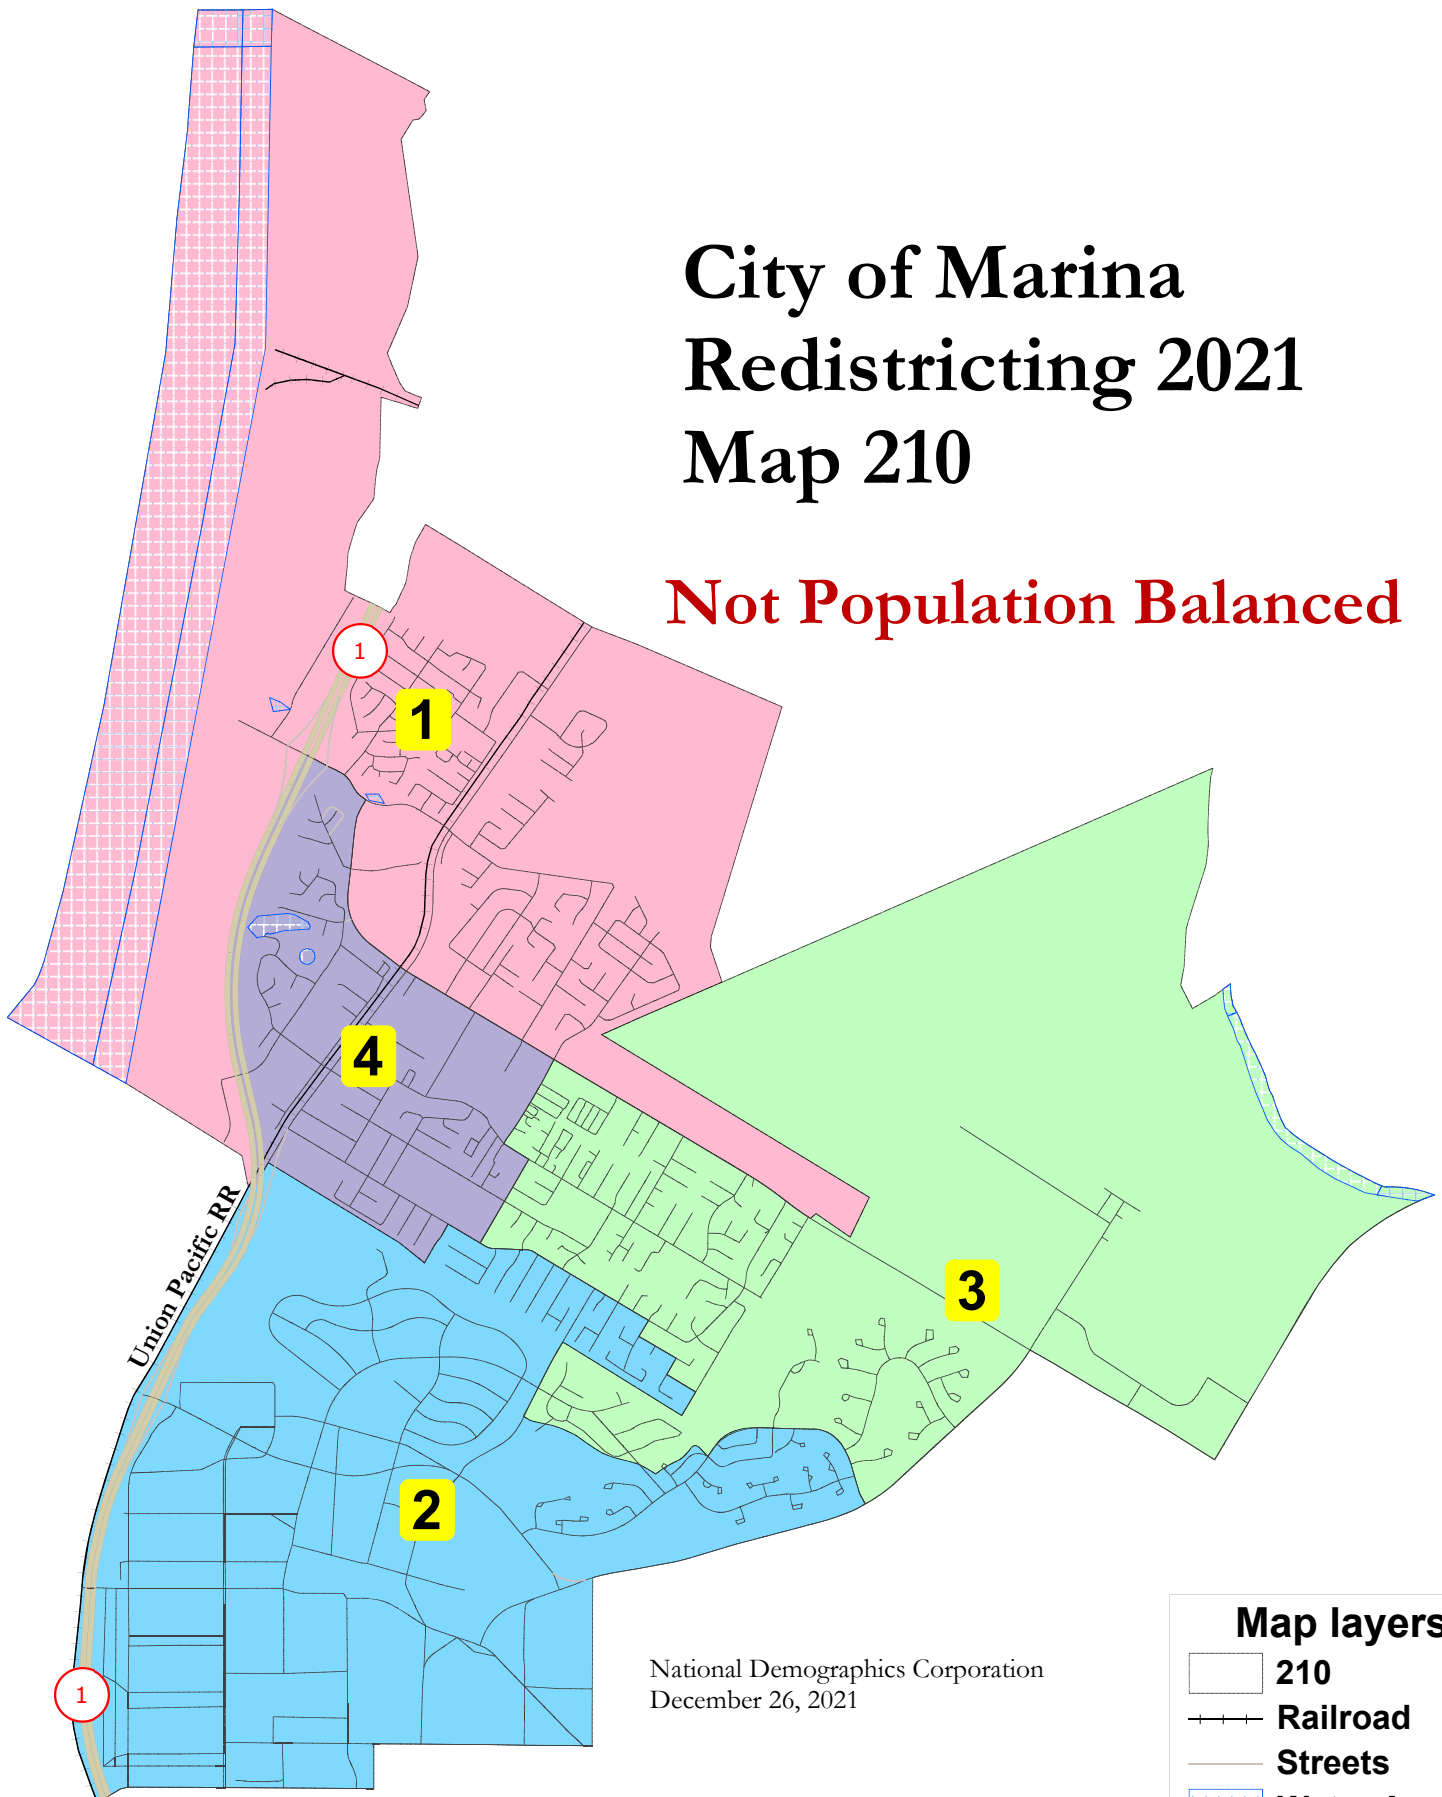 City of Marina
Redistricting 2021
Map 210
Not Population Balanced
1
1
4
3
Union Pacific RR
2
1
National Demographics Corporation
December 26, 2021
Map layers
210
Railroad
Streets